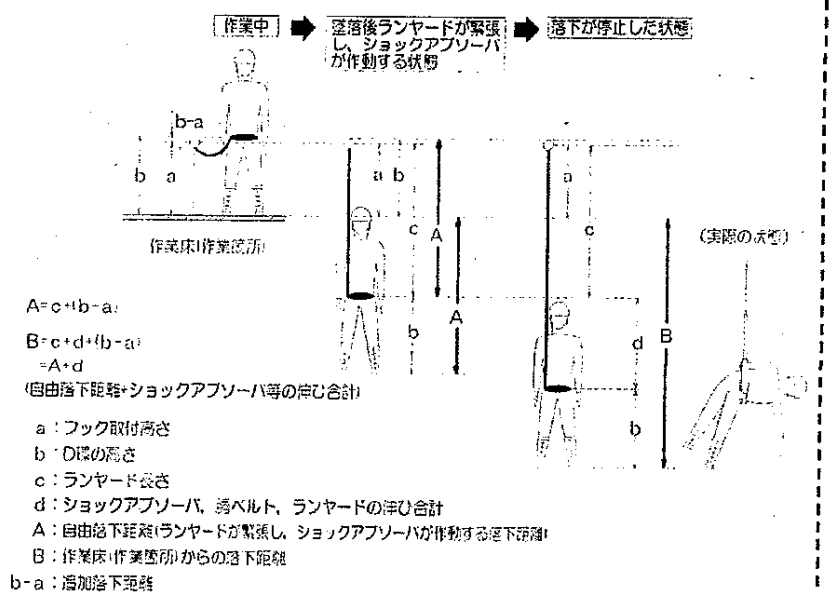 作業中
墜落後ランヤードが緊張
し、ショックアブソーバ
が作動する状態
落下が停止した状態
b-a
b
a
作業床(作業箇所)
a
b
c
A
b
A
a
c
d
B
b
(実際の状態)
A=c+(b-a)
B=c+d+(b-a)
=A+d
(自由落下距離+ショックアブソーバ等の伸び合計)
a:フック取付高さ
b:D環の高さ
c:ランヤード長さ
d:ショックアブソーバ、胴ベルト、ランヤードの伸び合計
A:自由落下距離(ランヤードが緊張し、ショックアブソーバが作動する落下距離)
B:作業床(作業箇所)からの落下距離
b-a:追加落下距離